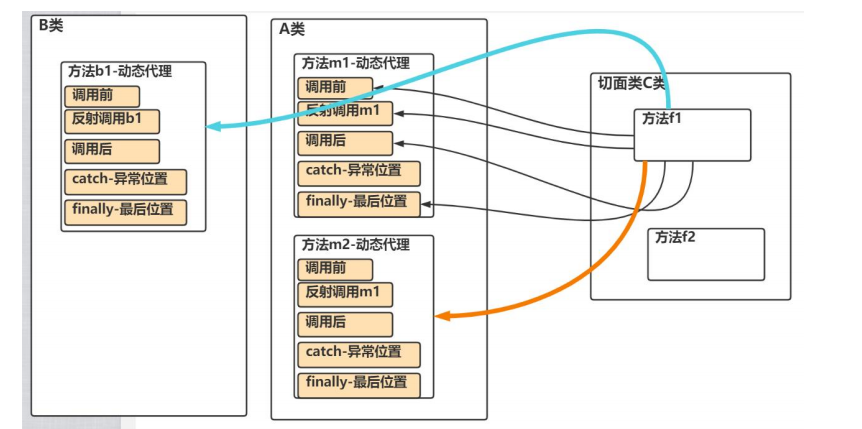 B类
方法b1-动态代理
调用前
反射调用b1
调用后
catch-异常位置
finally-最后位置
A类
方法m1-动态代理
调用前
反射调用m1
调用后
catch-异常位置
finally-最后位置
方法m2-动态代理
调用前
反射调用m1
调用后
catch-异常位置
finally-最后位置
切面类C类
方法f1
方法f2